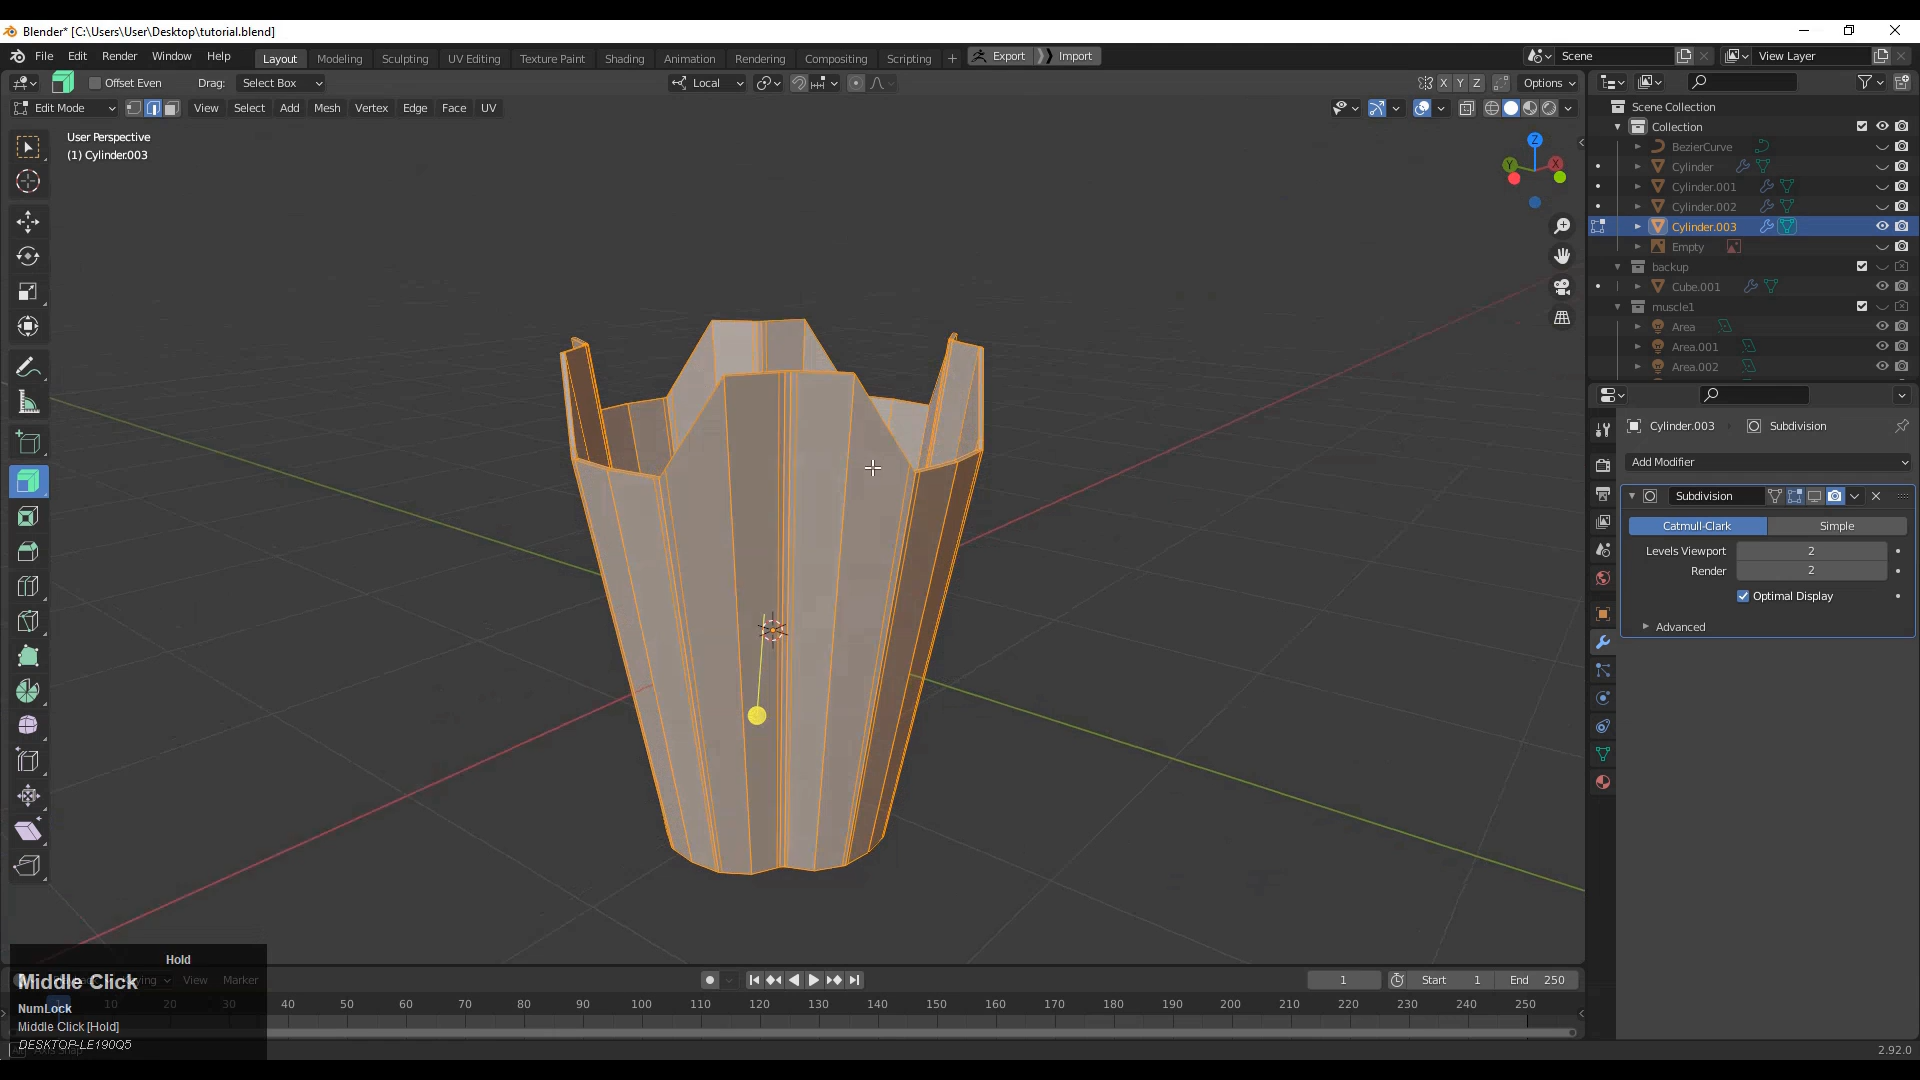 Blender* [C:\Users\User\Desktop\tutorial.blend]
File Edit Render Window Help Layout Modeling Sculpting UV Editing Texture Paint Shading Animation Rendering Compositing Scripting + Export Import Scene View Layer
Offset Even Drag: Select Box Local X Y Z Options
Edit Mode View Select Add Mesh Vertex Edge Face UV
User Perspective
(1) Cylinder.003
Z
Y
X
Scene Collection
Collection
BezierCurve
Cylinder
Cylinder.001
Cylinder.002
Cylinder.003
Empty
backup
Cube.001
muscle1
Area
Area.001
Area.002
Cylinder.003 Subdivision
Add Modifier
Subdivision
Catmull-Clark Simple
Levels Viewport 2
Render 2
Optimal Display
Advanced
Hold
Middle Click
View Marker
1 Start 1 End 250
NumLock
10 20 30 40 50 60 70 80 90 100 110 120 130 140 150 160 170 180 190 200 210 220 230 240 250
Middle Click [Hold]
DESKTOP-LE190Q5
2.92.0